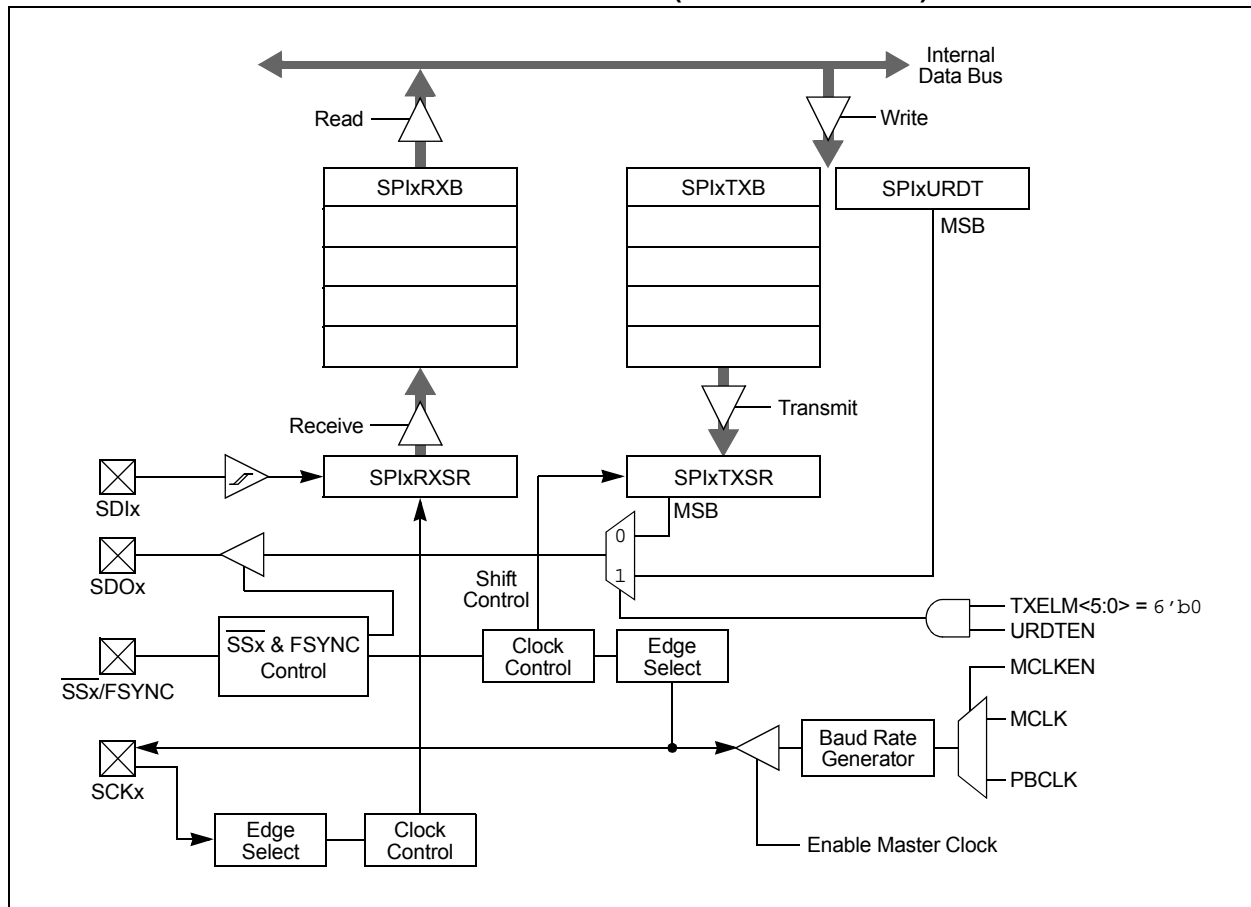 Internal
Data Bus
Read
Write
SPIxRXB
SPIxTXB
SPIxURDT
MSB
Receive
Transmit
SPIxRXSR
SPIxTXSR
SDIx
MSB
0
SDOx
1
Shift
Control
TXELM<5:0> = 6'b0
URDTEN
SSx & FSYNC
Control
Clock
Control
Edge
Select
SSx/FSYNC
MCLKEN
MCLK
Baud Rate
Generator
PBCLK
SCKx
Edge
Select
Clock
Control
Enable Master Clock